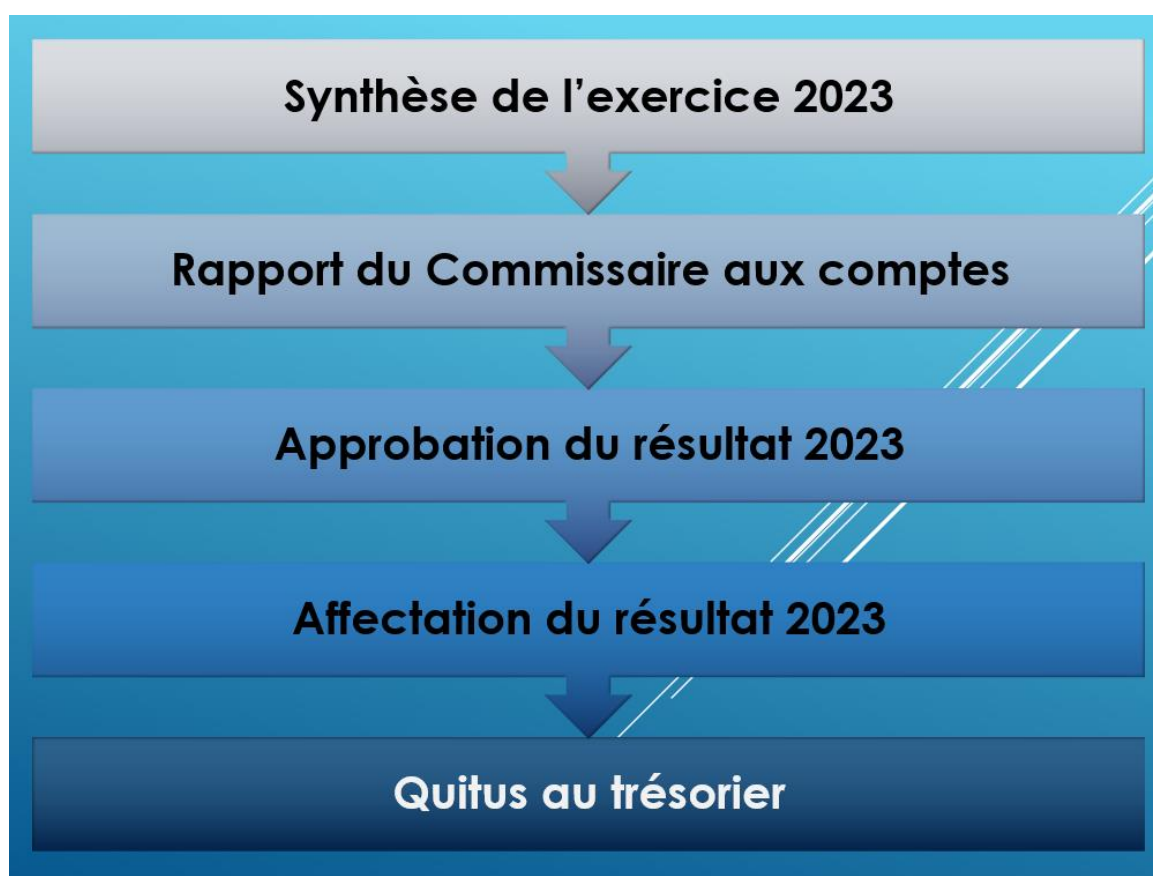 Synthèse de l’exercice 2023
Rapport du Commissaire aux comptes
Approbation du résultat 2023
Affectation du résultat 2023
Quitus au trésorier